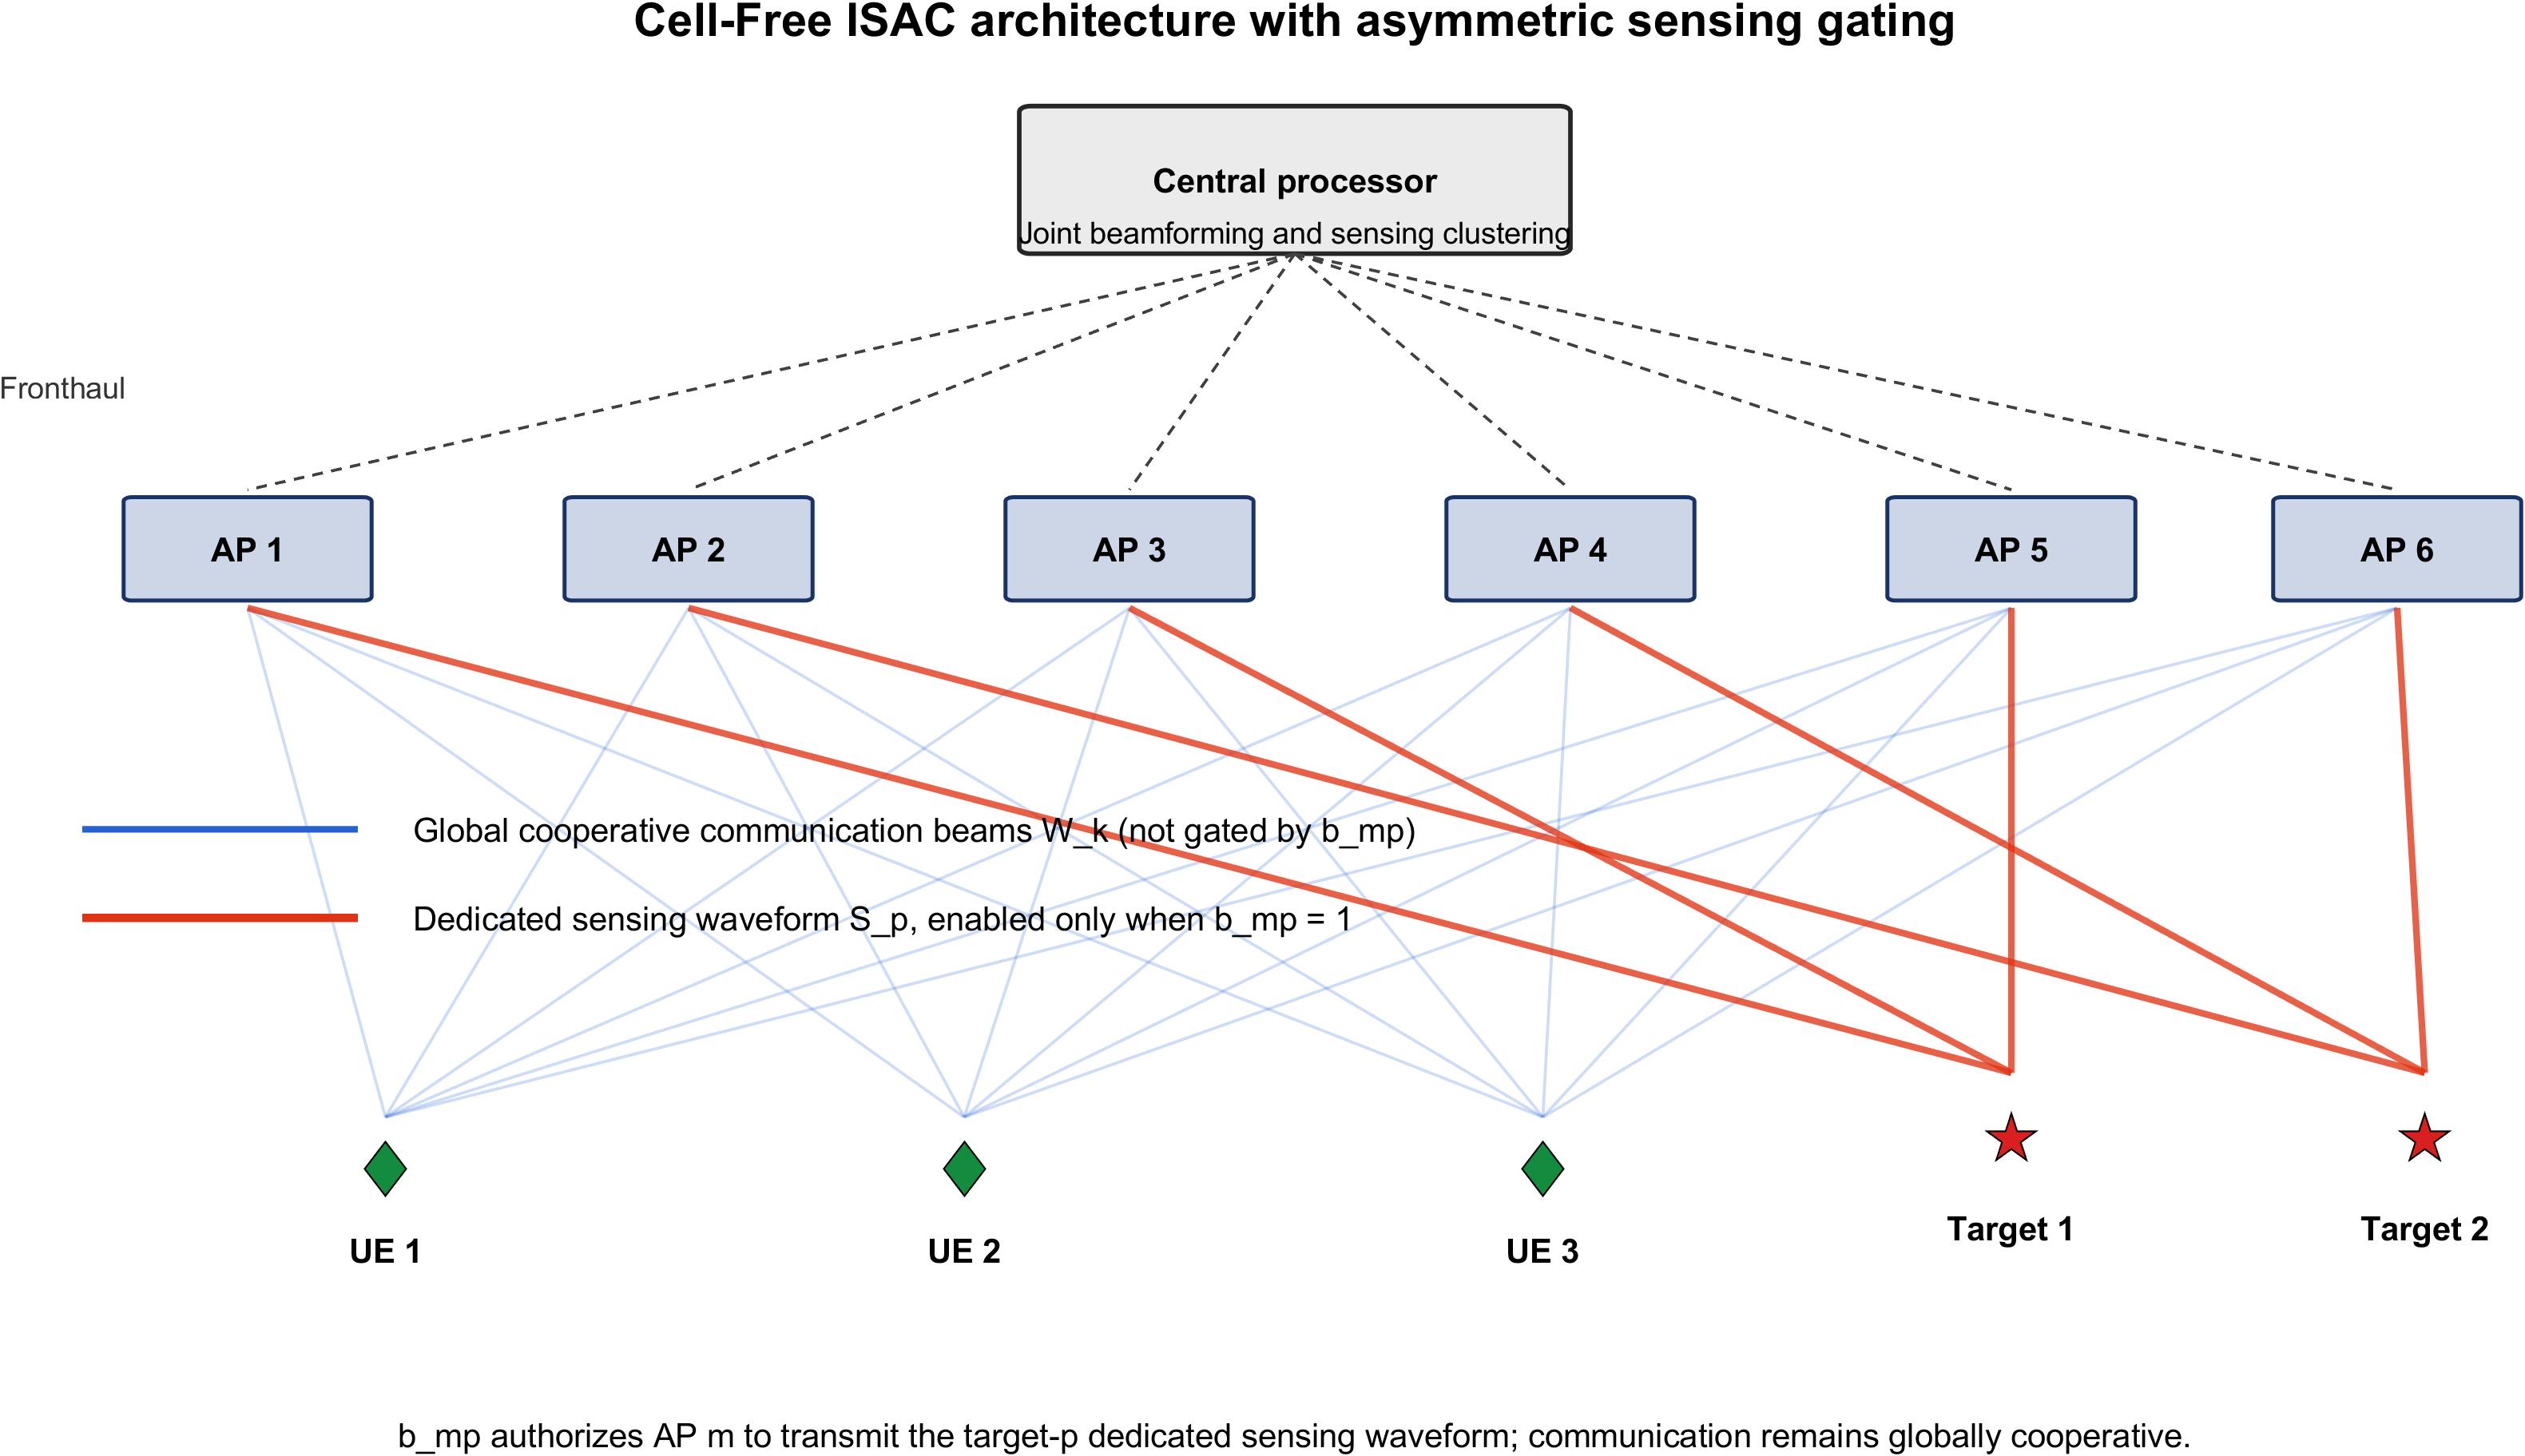 Cell-Free ISAC architecture with asymmetric sensing gating
Central processor
Joint beamforming and sensing clustering
Fronthaul
AP 1
AP 2
AP 3
AP 4
AP 5
AP 6
Global cooperative communication beams W_k (not gated by b_mp)
Dedicated sensing waveform S_p, enabled only when b_mp = 1
UE 1
UE 2
UE 3
Target 1
Target 2
b_mp authorizes AP m to transmit the target-p dedicated sensing waveform; communication remains globally cooperative.